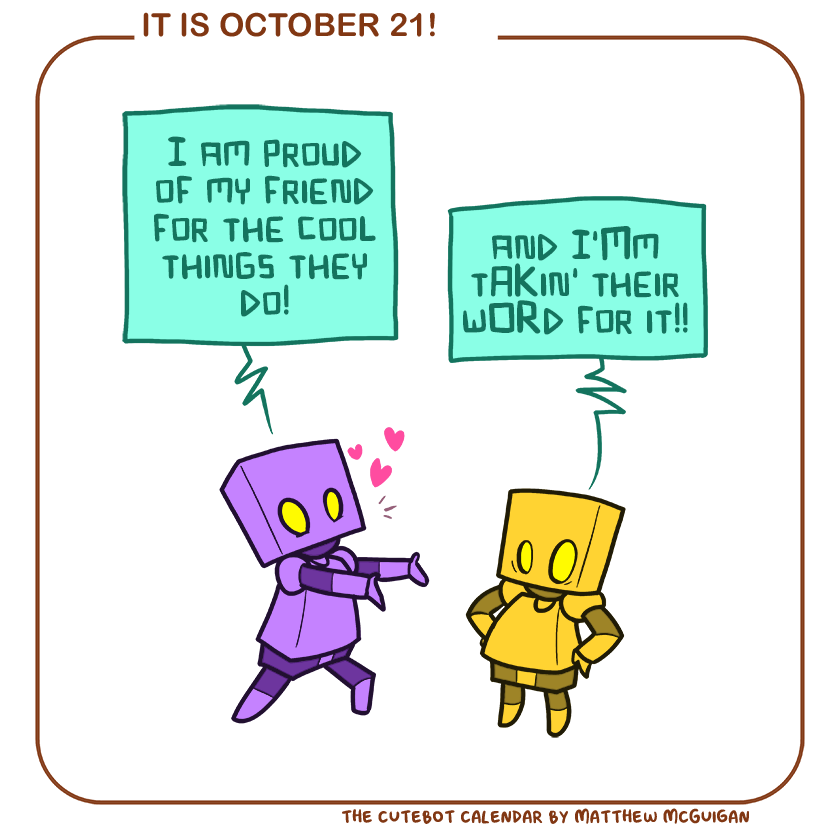 IT IS OCTOBER 21!
I AM PROUD
OF MY FRIEND
FOR THE COOL
THINGS THEY
DO!
AND I'MM
TAKIN' THEIR
WORD FOR IT!!
THE CUTEBOT CALENDAR BY MATTHEW MCGUIGAN